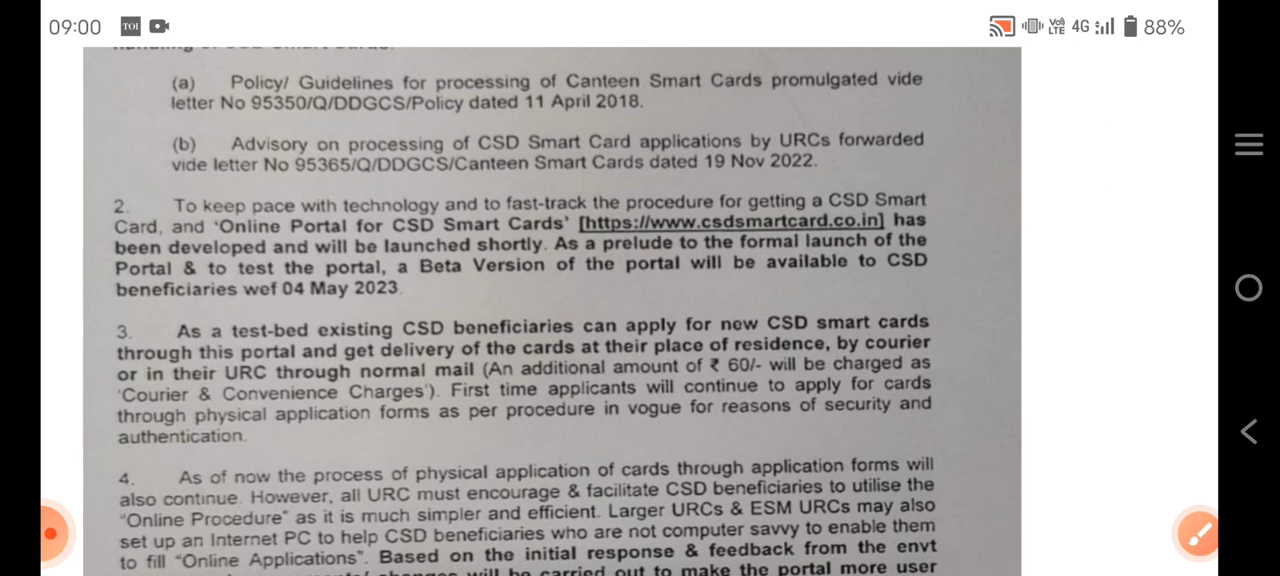 09:00 TOI Vo) LTE 4G 88%
(a) Policy/ Guidelines for processing of Canteen Smart Cards promulgated vide
letter No 95350/Q/DDGCS/Policy dated 11 April 2018.
(b) Advisory on processing of CSD Smart Card applications by URCs forwarded
vide letter No 95365/Q/DDGCS/Canteen Smart Cards dated 19 Nov 2022.
2. To keep pace with technology and to fast-track the procedure for getting a CSD Smart
Card, and 'Online Portal for CSD Smart Cards' [https://www.csdsmartcard.co.in] has
been developed and will be launched shortly. As a prelude to the formal launch of the
Portal & to test the portal, a Beta Version of the portal will be available to CSD
beneficiaries wef 04 May 2023.
3. As a test-bed existing CSD beneficiaries can apply for new CSD smart cards
through this portal and get delivery of the cards at their place of residence, by courier
or in their URC through normal mail (An additional amount of ₹ 60/- will be charged as
'Courier & Convenience Charges'). First time applicants will continue to apply for cards
through physical application forms as per procedure in vogue for reasons of security and
authentication.
4. As of now the process of physical application of cards through application forms will
also continue. However, all URC must encourage & facilitate CSD beneficiaries to utilise the
"Online Procedure" as it is much simpler and efficient. Larger URCs & ESM URCs may also
set up an Internet PC to help CSD beneficiaries who are not computer savvy to enable them
to fill "Online Applications". Based on the initial response & feedback from the envt
will be carried out to make the portal more user